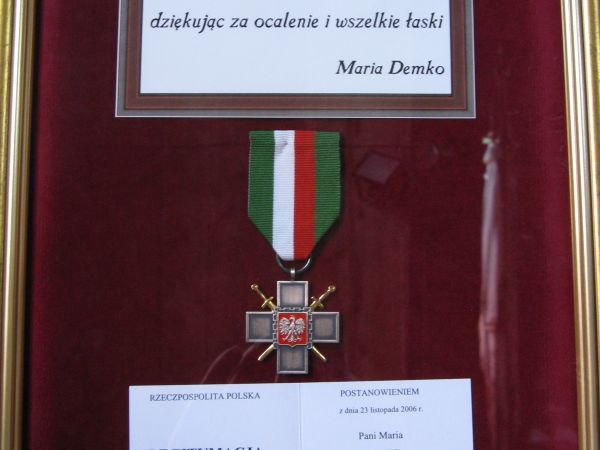 dziękując za ocalenie i wszelkie łaski
Maria Demko
RZECZPOSPOLITA POLSKA
POSTANOWIENIEM
z dnia 23 listopada 2006 r.
Pani Maria